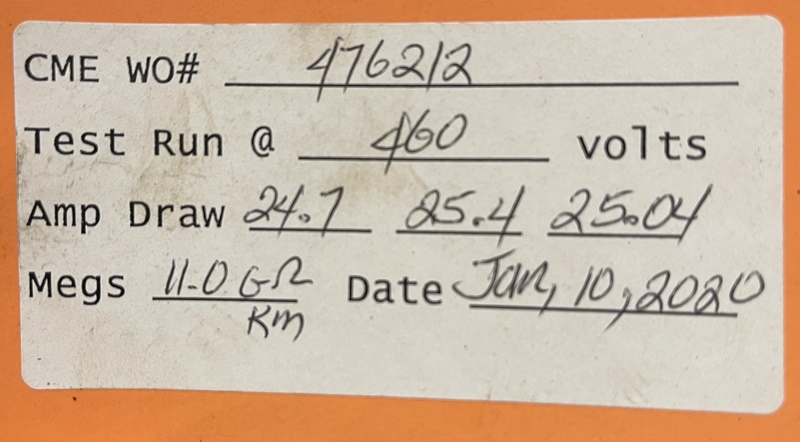 CME WO# 476212
Test Run @ 460 volts
Amp Draw 24.7 25.4 25.04
Megs 11.0 GΩ Date Jan, 10, 2020
KM